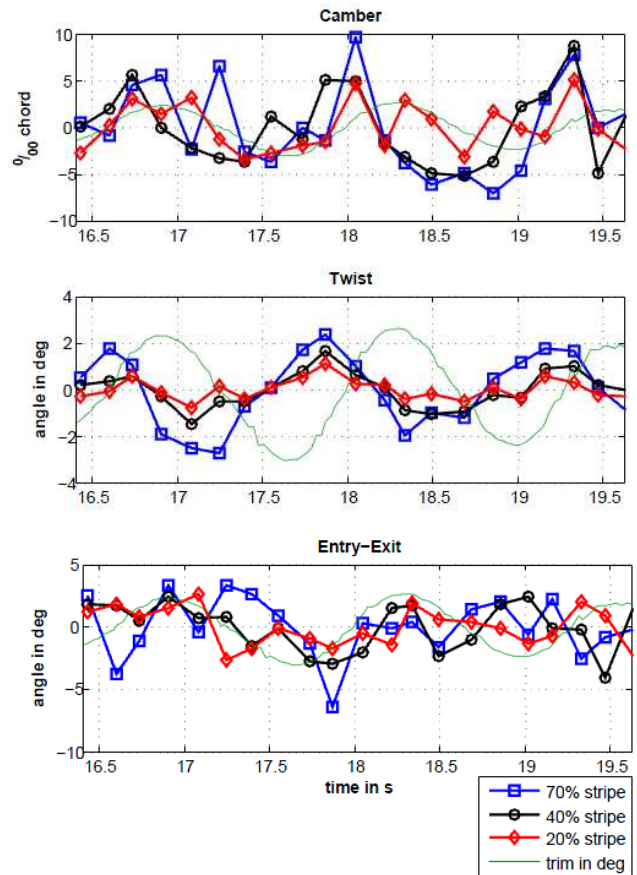 Camber
10
5
0
−5
−10
0/00 chord
16.5 17 17.5 18 18.5 19 19.5
Twist
4
2
0
−2
−4
angle in deg
16.5 17 17.5 18 18.5 19 19.5
Entry−Exit
5
0
−5
−10
angle in deg
16.5 17 17.5 18 18.5 19 19.5
time in s
70% stripe
40% stripe
20% stripe
trim in deg